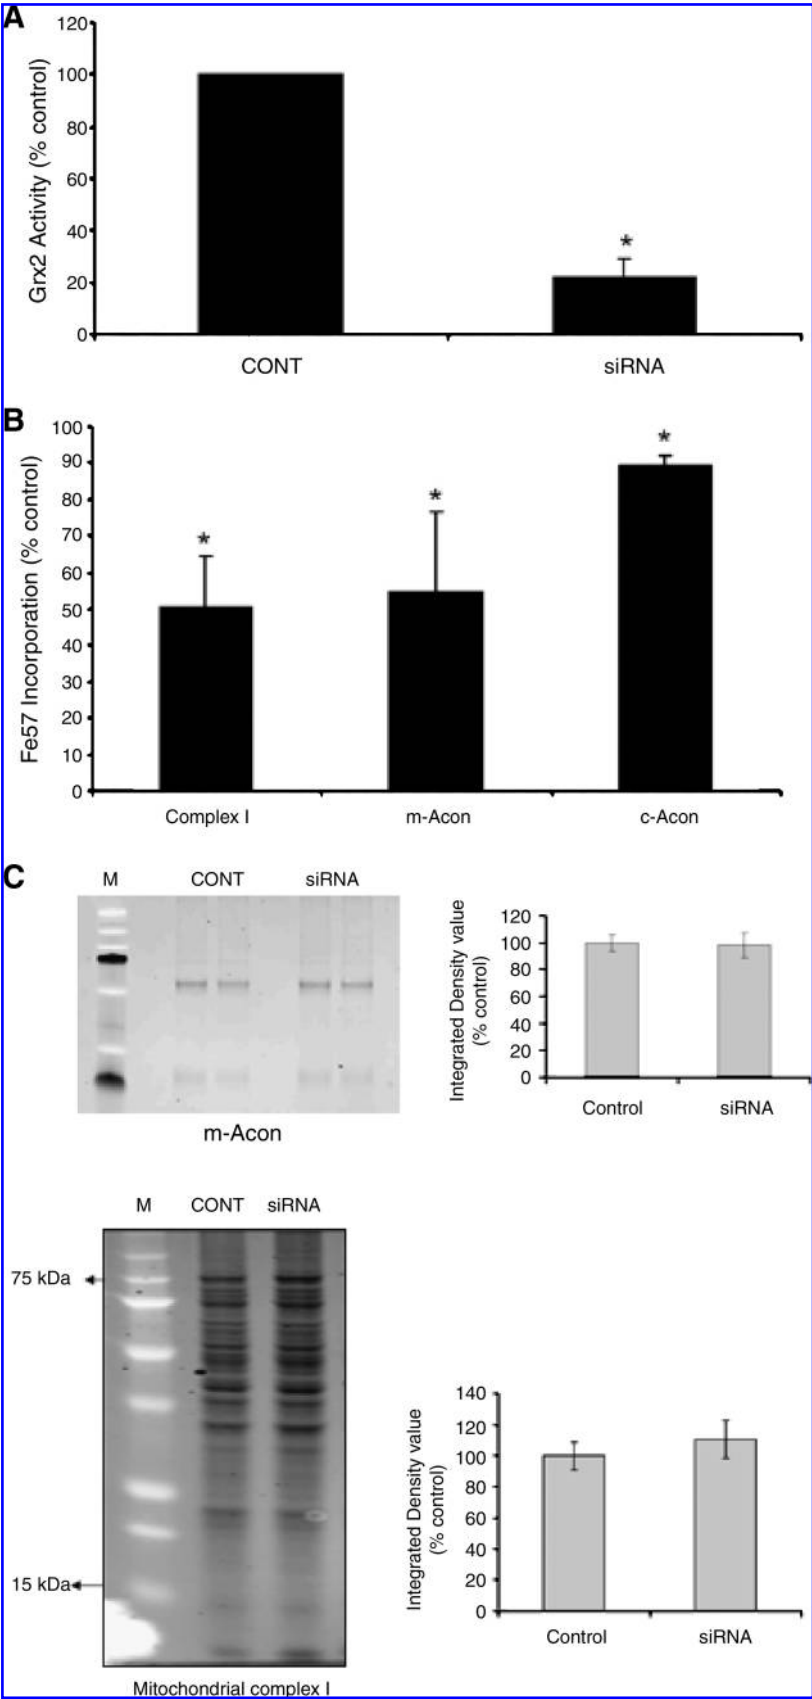 A
Grx2 Activity (% control)
120
100
80
60
40
20
0
*
CONT
siRNA
B
Fe57 Incorporation (% control)
100
90
80
70
60
50
40
30
20
10
0
*
*
*
Complex I
m-Acon
c-Acon
C
M
CONT
siRNA
m-Acon
Integrated Density value
(% control)
120
100
80
60
40
20
0
Control
siRNA
M
CONT
siRNA
75 kDa
15 kDa
Mitochondrial complex I
Integrated Density value
(% control)
140
120
100
80
60
40
20
0
Control
siRNA